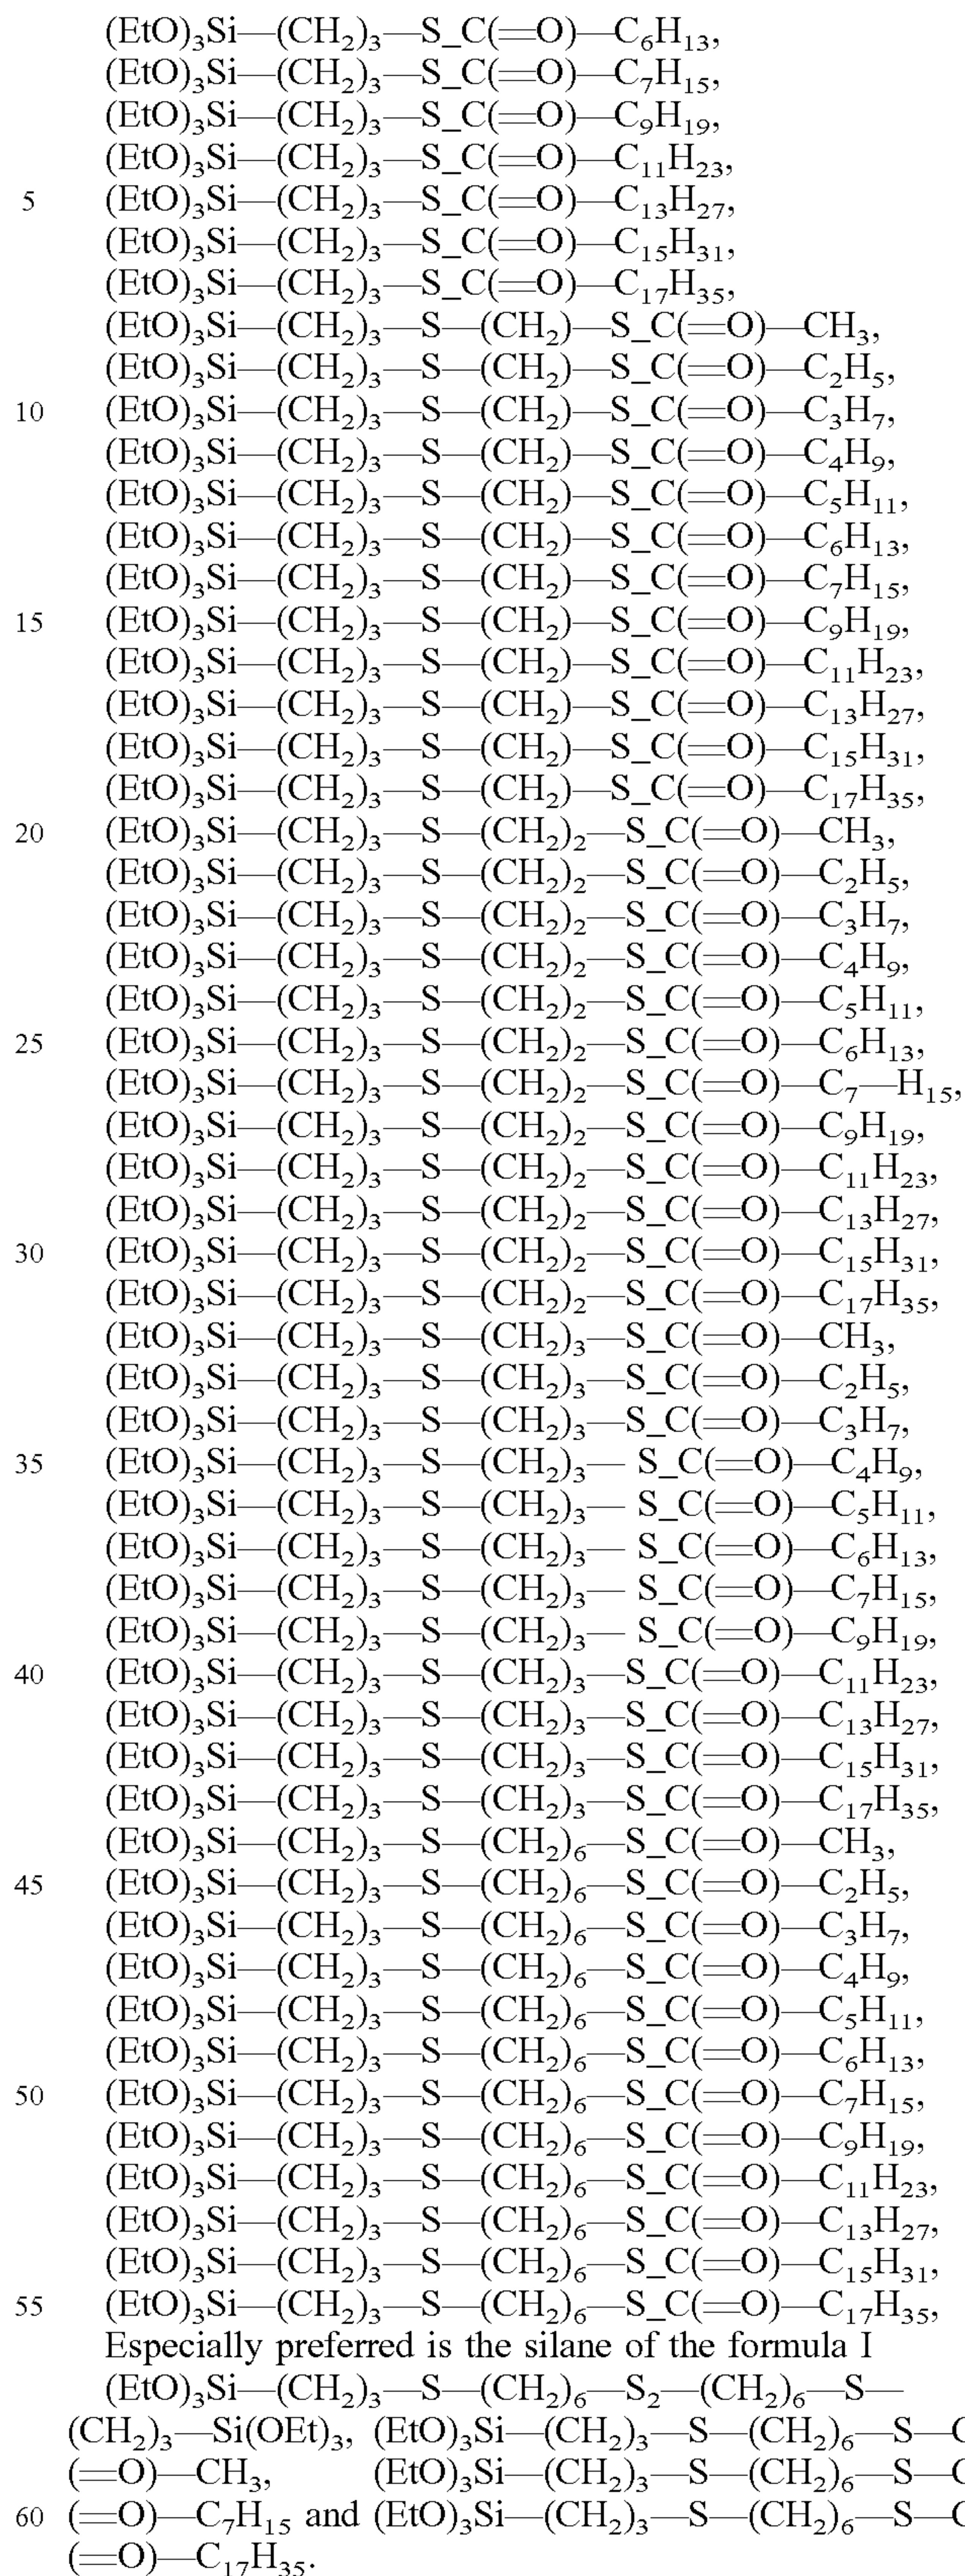 (EtO)₃Si—(CH₂)₃—S_C(═O)—C₆H₁₃,
(EtO)₃Si—(CH₂)₃—S_C(═O)—C₇H₁₅,
(EtO)₃Si—(CH₂)₃—S_C(═O)—C₉H₁₉,
(EtO)₃Si—(CH₂)₃—S_C(═O)—C₁₁H₂₃,
5 (EtO)₃Si—(CH₂)₃—S_C(═O)—C₁₃H₂₇,
(EtO)₃Si—(CH₂)₃—S_C(═O)—C₁₅H₃₁,
(EtO)₃Si—(CH₂)₃—S_C(═O)—C₁₇H₃₅,
(EtO)₃Si—(CH₂)₃—S—(CH₂)—S_C(═O)—CH₃,
(EtO)₃Si—(CH₂)₃—S—(CH₂)—S_C(═O)—C₂H₅,
10 (EtO)₃Si—(CH₂)₃—S—(CH₂)—S_C(═O)—C₃H₇,
(EtO)₃Si—(CH₂)₃—S—(CH₂)—S_C(═O)—C₄H₉,
(EtO)₃Si—(CH₂)₃—S—(CH₂)—S_C(═O)—C₅H₁₁,
(EtO)₃Si—(CH₂)₃—S—(CH₂)—S_C(═O)—C₆H₁₃,
(EtO)₃Si—(CH₂)₃—S—(CH₂)—S_C(═O)—C₇H₁₅,
15 (EtO)₃Si—(CH₂)₃—S—(CH₂)—S_C(═O)—C₉H₁₉,
(EtO)₃Si—(CH₂)₃—S—(CH₂)—S_C(═O)—C₁₁H₂₃,
(EtO)₃Si—(CH₂)₃—S—(CH₂)—S_C(═O)—C₁₃H₂₇,
(EtO)₃Si—(CH₂)₃—S—(CH₂)—S_C(═O)—C₁₅H₃₁,
(EtO)₃Si—(CH₂)₃—S—(CH₂)—S_C(═O)—C₁₇H₃₅,
20 (EtO)₃Si—(CH₂)₃—S—(CH₂)₂—S_C(═O)—CH₃,
(EtO)₃Si—(CH₂)₃—S—(CH₂)₂—S_C(═O)—C₂H₅,
(EtO)₃Si—(CH₂)₃—S—(CH₂)₂—S_C(═O)—C₃H₇,
(EtO)₃Si—(CH₂)₃—S—(CH₂)₂—S_C(═O)—C₄H₉,
(EtO)₃Si—(CH₂)₃—S—(CH₂)₂—S_C(═O)—C₅H₁₁,
25 (EtO)₃Si—(CH₂)₃—S—(CH₂)₂—S_C(═O)—C₆H₁₃,
(EtO)₃Si—(CH₂)₃—S—(CH₂)₂—S_C(═O)—C₇—H₁₅,
(EtO)₃Si—(CH₂)₃—S—(CH₂)₂—S_C(═O)—C₉H₁₉,
(EtO)₃Si—(CH₂)₃—S—(CH₂)₂—S_C(═O)—C₁₁H₂₃,
(EtO)₃Si—(CH₂)₃—S—(CH₂)₂—S_C(═O)—C₁₃H₂₇,
30 (EtO)₃Si—(CH₂)₃—S—(CH₂)₂—S_C(═O)—C₁₅H₃₁,
(EtO)₃Si—(CH₂)₃—S—(CH₂)₂—S_C(═O)—C₁₇H₃₅,
(EtO)₃Si—(CH₂)₃—S—(CH₂)₃—S_C(═O)—CH₃,
(EtO)₃Si—(CH₂)₃—S—(CH₂)₃—S_C(═O)—C₂H₅,
(EtO)₃Si—(CH₂)₃—S—(CH₂)₃—S_C(═O)—C₃H₇,
35 (EtO)₃Si—(CH₂)₃—S—(CH₂)₃— S_C(═O)—C₄H₉,
(EtO)₃Si—(CH₂)₃—S—(CH₂)₃— S_C(═O)—C₅H₁₁,
(EtO)₃Si—(CH₂)₃—S—(CH₂)₃— S_C(═O)—C₆H₁₃,
(EtO)₃Si—(CH₂)₃—S—(CH₂)₃— S_C(═O)—C₇H₁₅,
(EtO)₃Si—(CH₂)₃—S—(CH₂)₃— S_C(═O)—C₉H₁₉,
40 (EtO)₃Si—(CH₂)₃—S—(CH₂)₃—S_C(═O)—C₁₁H₂₃,
(EtO)₃Si—(CH₂)₃—S—(CH₂)₃—S_C(═O)—C₁₃H₂₇,
(EtO)₃Si—(CH₂)₃—S—(CH₂)₃—S_C(═O)—C₁₅H₃₁,
(EtO)₃Si—(CH₂)₃—S—(CH₂)₃—S_C(═O)—C₁₇H₃₅,
(EtO)₃Si—(CH₂)₃—S—(CH₂)₆—S_C(═O)—CH₃,
45 (EtO)₃Si—(CH₂)₃—S—(CH₂)₆—S_C(═O)—C₂H₅,
(EtO)₃Si—(CH₂)₃—S—(CH₂)₆—S_C(═O)—C₃H₇,
(EtO)₃Si—(CH₂)₃—S—(CH₂)₆—S_C(═O)—C₄H₉,
(EtO)₃Si—(CH₂)₃—S—(CH₂)₆—S_C(═O)—C₅H₁₁,
(EtO)₃Si—(CH₂)₃—S—(CH₂)₆—S_C(═O)—C₆H₁₃,
50 (EtO)₃Si—(CH₂)₃—S—(CH₂)₆—S_C(═O)—C₇H₁₅,
(EtO)₃Si—(CH₂)₃—S—(CH₂)₆—S_C(═O)—C₉H₁₉,
(EtO)₃Si—(CH₂)₃—S—(CH₂)₆—S_C(═O)—C₁₁H₂₃,
(EtO)₃Si—(CH₂)₃—S—(CH₂)₆—S_C(═O)—C₁₃H₂₇,
(EtO)₃Si—(CH₂)₃—S—(CH₂)₆—S_C(═O)—C₁₅H₃₁,
55 (EtO)₃Si—(CH₂)₃—S—(CH₂)₆—S_C(═O)—C₁₇H₃₅,
Especially preferred is the silane of the formula I
(EtO)₃Si—(CH₂)₃—S—(CH₂)₆—S₂—(CH₂)₆—S—
(CH₂)₃—Si(OEt)₃, (EtO)₃Si—(CH₂)₃—S—(CH₂)₆—S—C
(═O)—CH₃, (EtO)₃Si—(CH₂)₃—S—(CH₂)₆—S—C
60 (═O)—C₇H₁₅ and (EtO)₃Si—(CH₂)₃—S—(CH₂)₆—S—C
(═O)—C₁₇H₃₅.